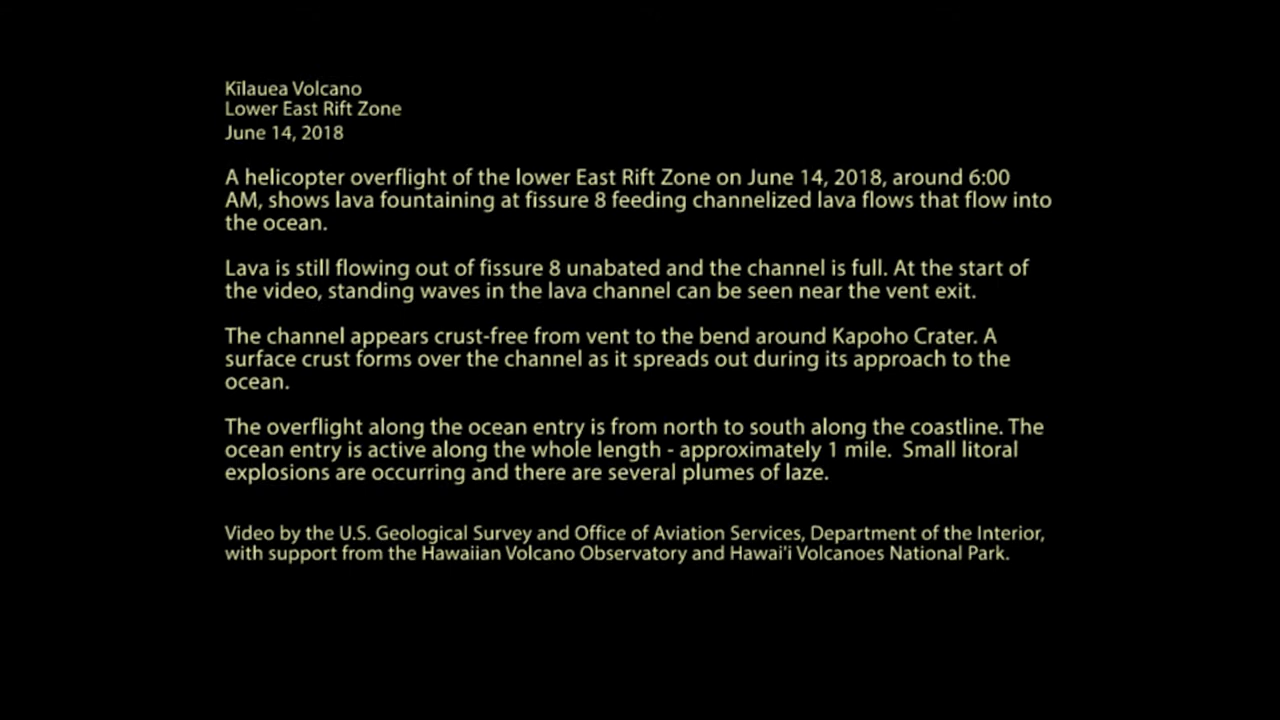 Kīlauea Volcano
Lower East Rift Zone
June 14, 2018
A helicopter overflight of the lower East Rift Zone on June 14, 2018, around 6:00
AM, shows lava fountaining at fissure 8 feeding channelized lava flows that flow into
the ocean.
Lava is still flowing out of fissure 8 unabated and the channel is full. At the start of
the video, standing waves in the lava channel can be seen near the vent exit.
The channel appears crust-free from vent to the bend around Kapoho Crater. A
surface crust forms over the channel as it spreads out during its approach to the
ocean.
The overflight along the ocean entry is from north to south along the coastline. The
ocean entry is active along the whole length - approximately 1 mile.  Small litoral
explosions are occurring and there are several plumes of laze.
Video by the U.S. Geological Survey and Office of Aviation Services, Department of the Interior,
with support from the Hawaiian Volcano Observatory and Hawai'i Volcanoes National Park.